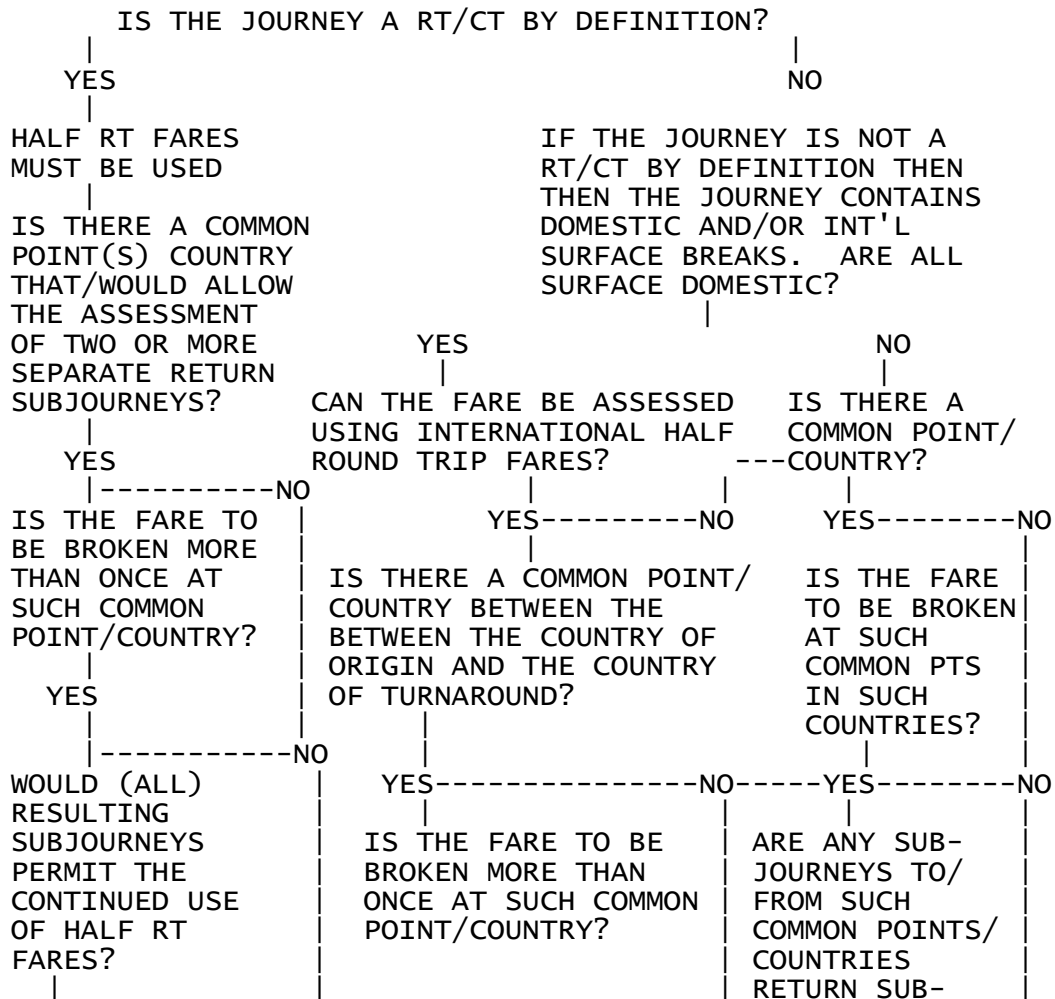 IS THE JOURNEY A RT/CT BY DEFINITION?
YES NO
HALF RT FARES IF THE JOURNEY IS NOT A
MUST BE USED RT/CT BY DEFINITION THEN
THEN THE JOURNEY CONTAINS
IS THERE A COMMON DOMESTIC AND/OR INT'L
POINT(S) COUNTRY SURFACE BREAKS. ARE ALL
THAT/WOULD ALLOW SURFACE DOMESTIC?
THE ASSESSMENT
OF TWO OR MORE YES NO
SEPARATE RETURN
SUBJOURNEYS? CAN THE FARE BE ASSESSED IS THERE A
USING INTERNATIONAL HALF COMMON POINT/
YES ROUND TRIP FARES? ---COUNTRY?
|----------NO
IS THE FARE TO YES---------NO YES--------NO
BE BROKEN MORE
THAN ONCE AT IS THERE A COMMON POINT/ IS THE FARE
SUCH COMMON COUNTRY BETWEEN THE TO BE BROKEN
POINT/COUNTRY? BETWEEN THE COUNTRY OF AT SUCH
ORIGIN AND THE COUNTRY COMMON PTS
YES OF TURNAROUND? IN SUCH
COUNTRIES?
|-----------NO
WOULD (ALL) YES---------------NO-----YES--------NO
RESULTING
SUBJOURNEYS IS THE FARE TO BE ARE ANY SUB-
PERMIT THE BROKEN MORE THAN JOURNEYS TO/
CONTINUED USE ONCE AT SUCH COMMON FROM SUCH
OF HALF RT POINT/COUNTRY? COMMON POINTS/
FARES? COUNTRIES
RETURN SUB-